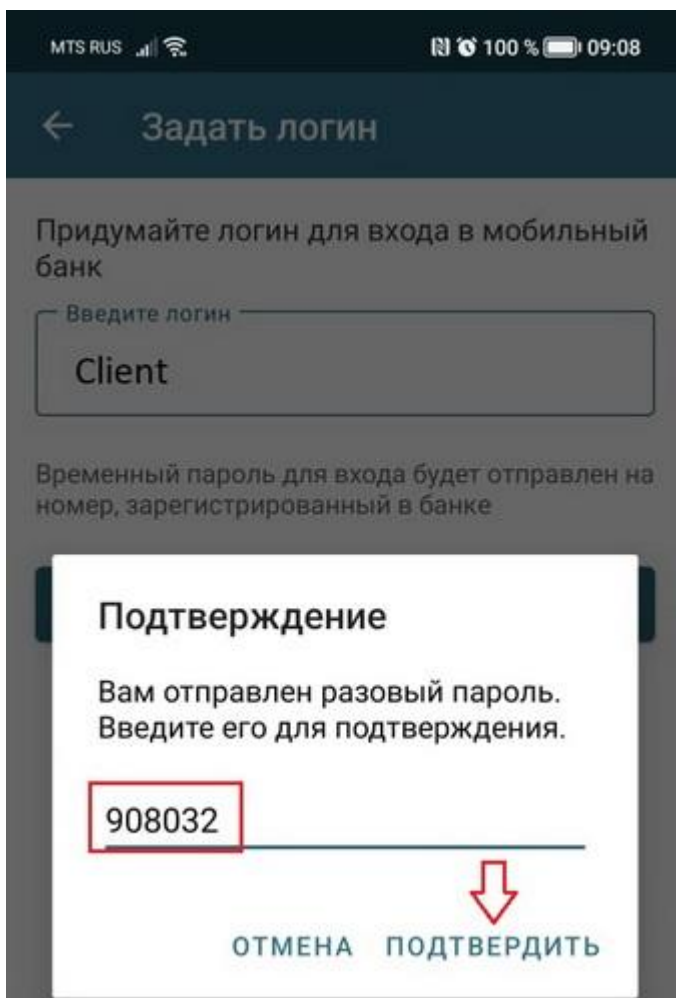 MTS RUS 100 % 09:08
Задать логин
Придумайте логин для входа в мобильный
банк
Введите логин
Client
Временный пароль для входа будет отправлен на
номер, зарегистрированный в банке
Подтверждение
Вам отправлен разовый пароль.
Введите его для подтверждения.
908032
ОТМЕНА ПОДТВЕРДИТЬ